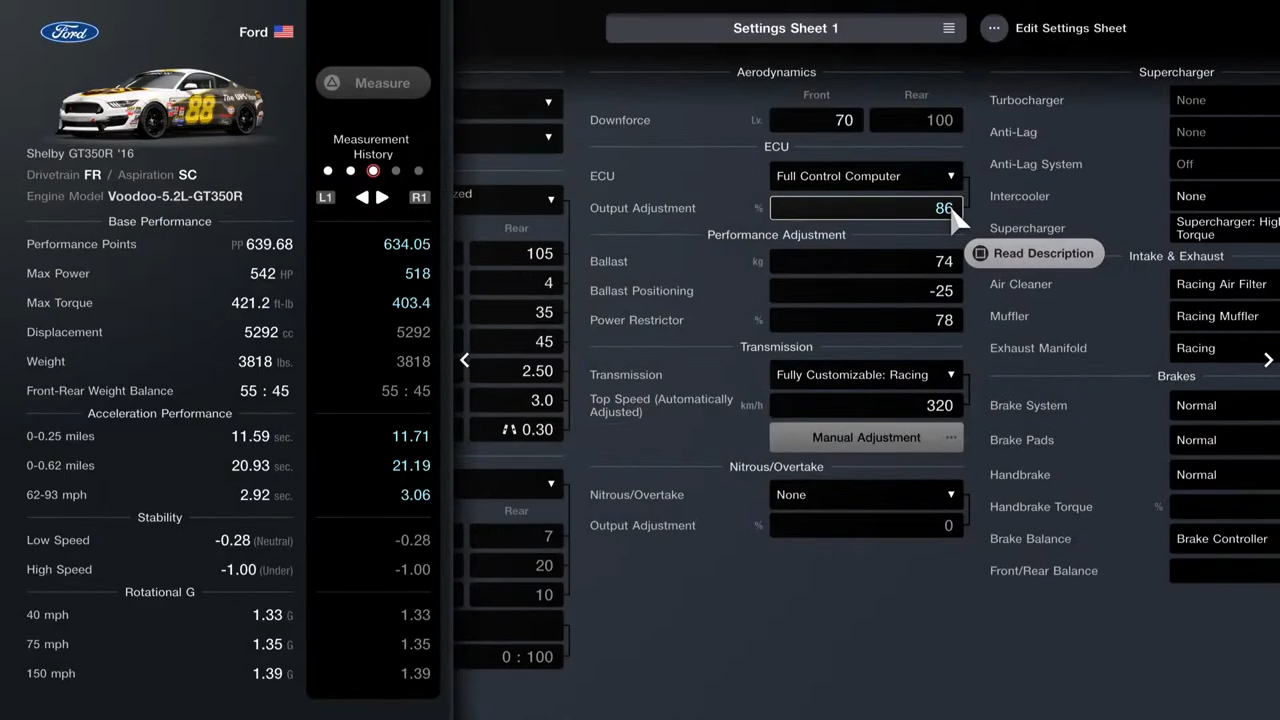 Ford
Ford
88
Shelby GT350R '16
Drivetrain FR / Aspiration SC
Engine Model Voodoo-5.2L-GT350R
Base Performance
Performance Points PP 639.68
Max Power 542 HP
Max Torque 421.2 ft-lb
Displacement 5292 cc
Weight 3818 lbs.
Front-Rear Weight Balance 55 : 45
Acceleration Performance
0-0.25 miles 11.59 sec.
0-0.62 miles 20.93 sec.
62-93 mph 2.92 sec.
Stability
Low Speed -0.28 (Neutral)
High Speed -1.00 (Under)
Rotational G
40 mph 1.33 G
75 mph 1.35 G
150 mph 1.39 G
Measure
Measurement
History
L1 R1
634.05
518
403.4
5292
3818
55 : 45
11.71
21.19
3.06
-0.28
-1.00
1.33
1.35
1.39
Settings Sheet 1
Edit Settings Sheet
Rear
105
4
35
45
2.50
3.0
0.30
Rear
7
20
10
0 : 100
Aerodynamics
Front Rear
Downforce Lv. 70 100
ECU
ECU Full Control Computer
Output Adjustment % 86
Performance Adjustment
Ballast kg 74
Ballast Positioning -25
Power Restrictor % 78
Transmission
Transmission Fully Customizable: Racing
Top Speed (Automatically
Adjusted) km/h 320
Manual Adjustment
Nitrous/Overtake
Nitrous/Overtake None
Output Adjustment % 0
Supercharger
Turbocharger None
Anti-Lag None
Anti-Lag System Off
Intercooler None
Supercharger Supercharger: High
Torque
Read Description
Intake & Exhaust
Air Cleaner Racing Air Filter
Muffler Racing Muffler
Exhaust Manifold Racing
Brakes
Brake System Normal
Brake Pads Normal
Handbrake Normal
Handbrake Torque %
Brake Balance Brake Controller
Front/Rear Balance